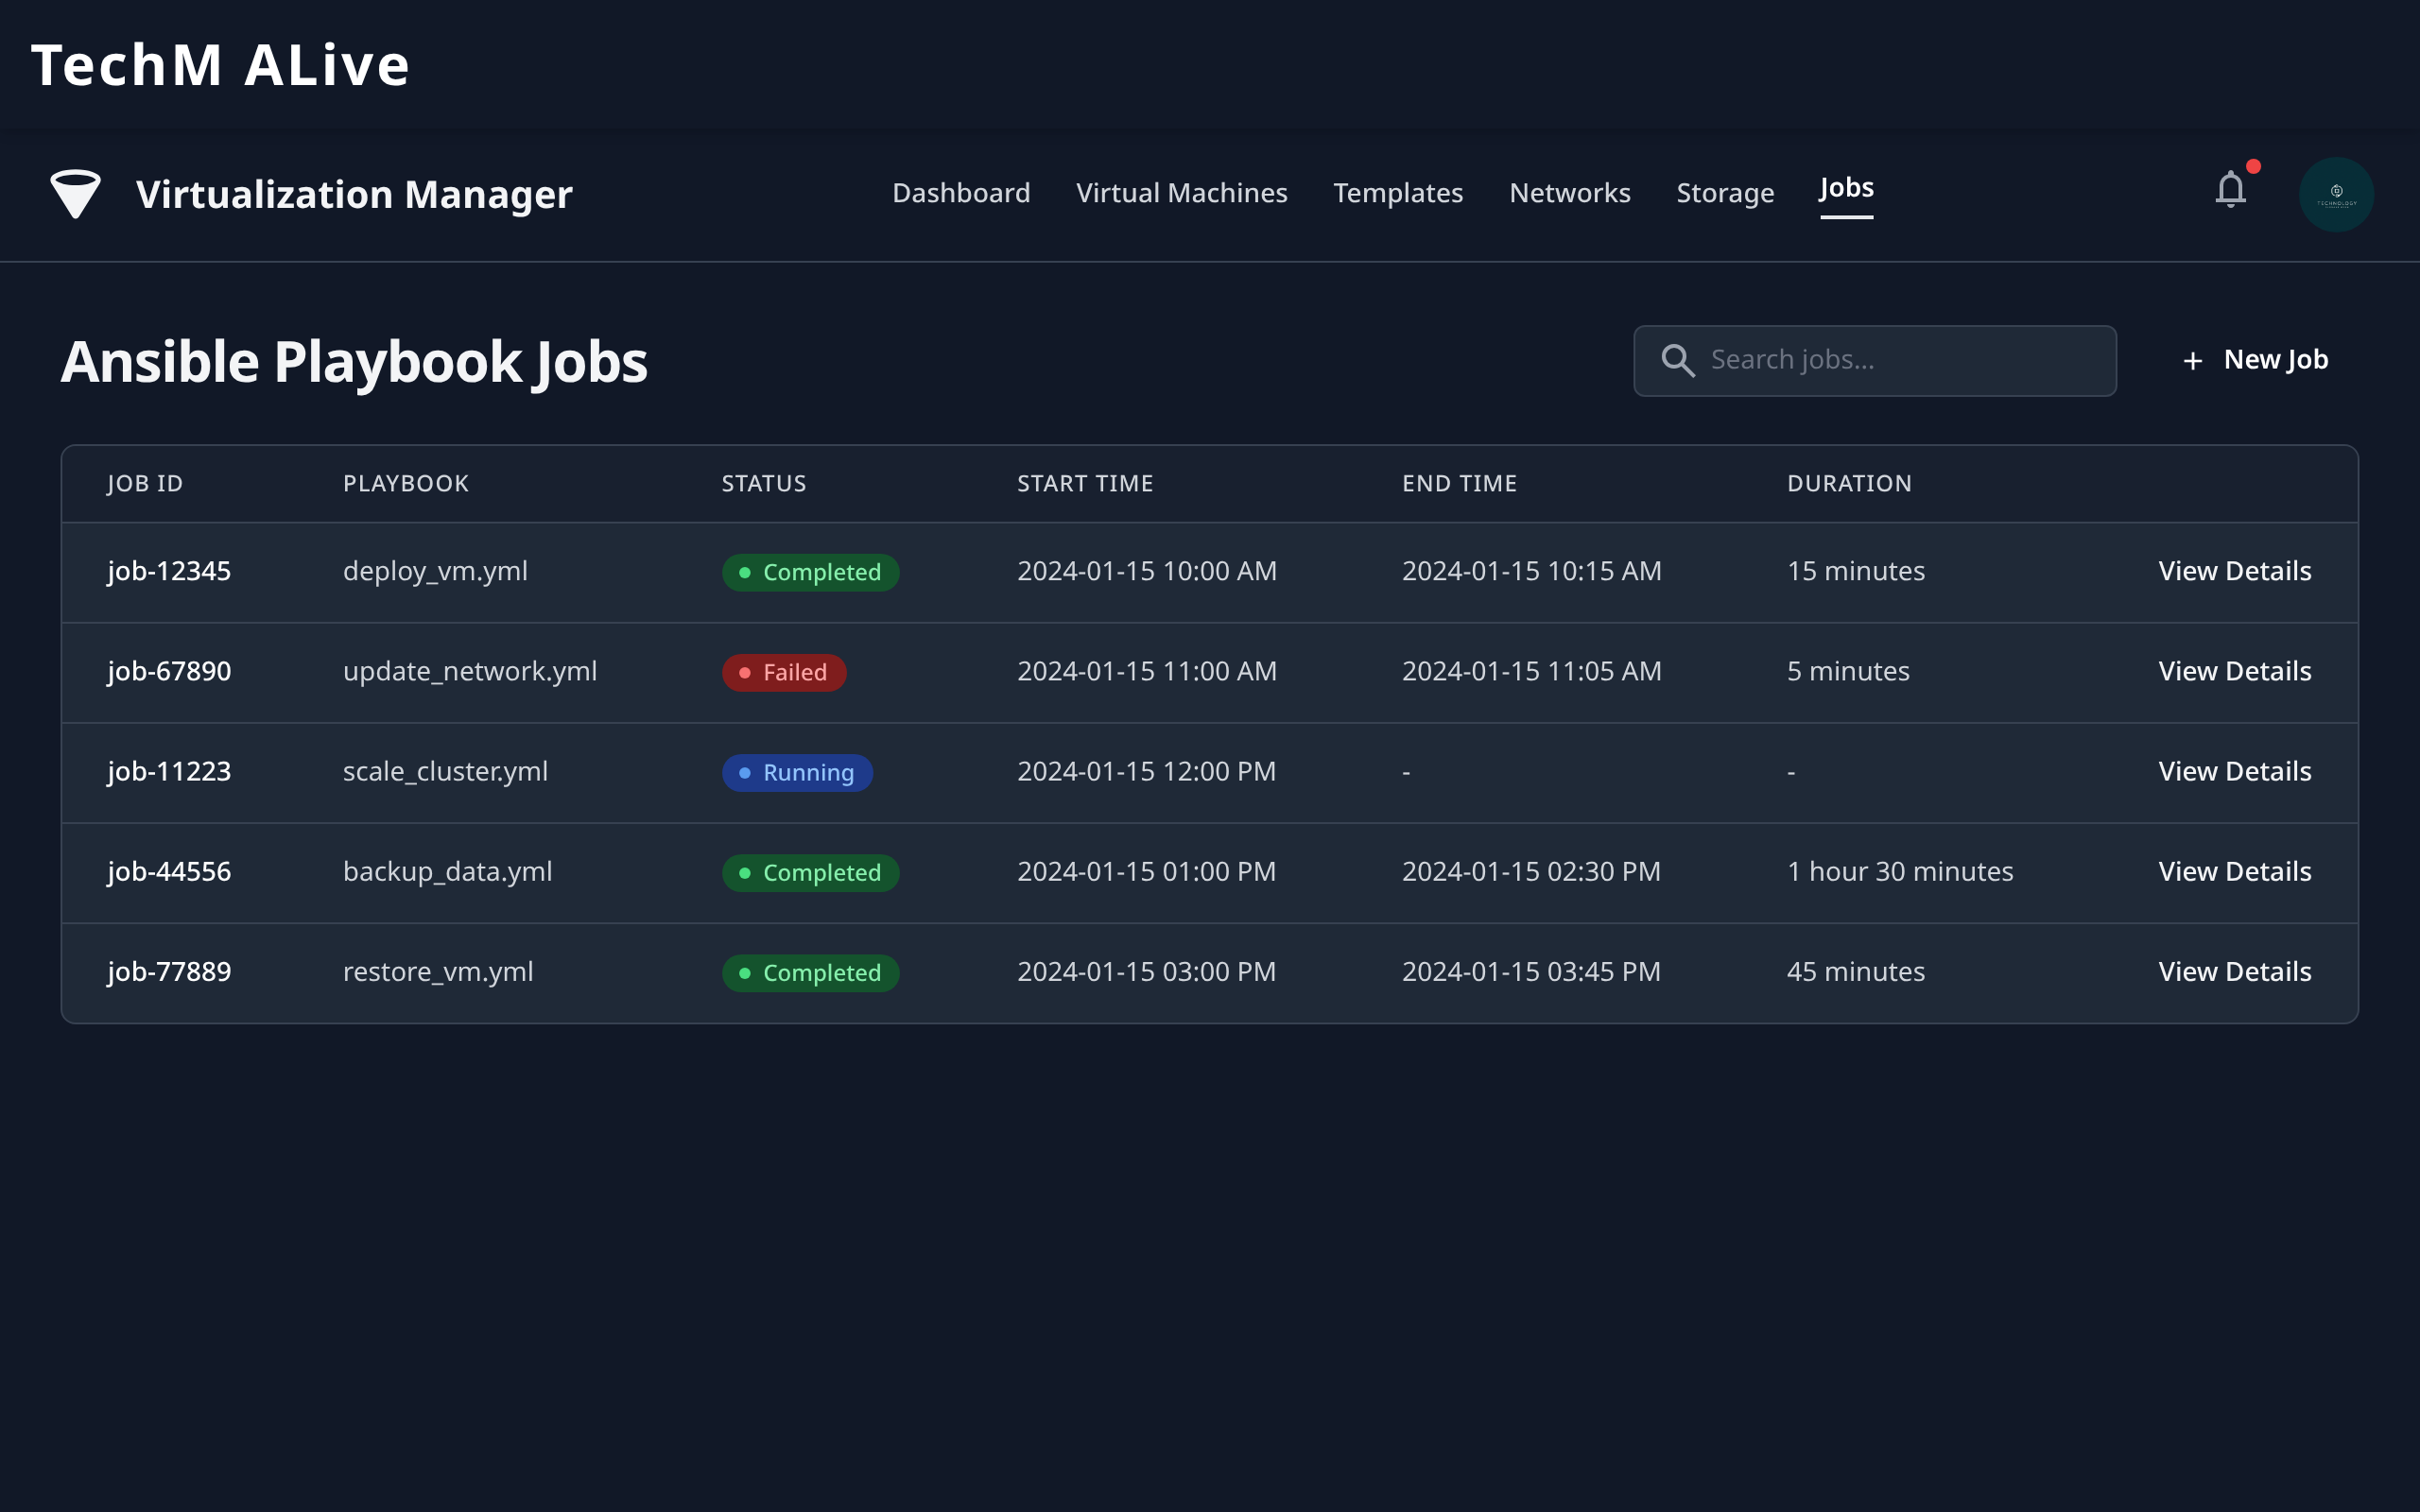 TechM ALive
Virtualization Manager Dashboard Virtual Machines Templates Networks Storage Jobs
TECHNOLOGY
Ansible Playbook Jobs Search jobs... + New Job
JOB ID PLAYBOOK STATUS START TIME END TIME DURATION
job-12345 deploy_vm.yml Completed 2024-01-15 10:00 AM 2024-01-15 10:15 AM 15 minutes View Details
job-67890 update_network.yml Failed 2024-01-15 11:00 AM 2024-01-15 11:05 AM 5 minutes View Details
job-11223 scale_cluster.yml Running 2024-01-15 12:00 PM - - View Details
job-44556 backup_data.yml Completed 2024-01-15 01:00 PM 2024-01-15 02:30 PM 1 hour 30 minutes View Details
job-77889 restore_vm.yml Completed 2024-01-15 03:00 PM 2024-01-15 03:45 PM 45 minutes View Details